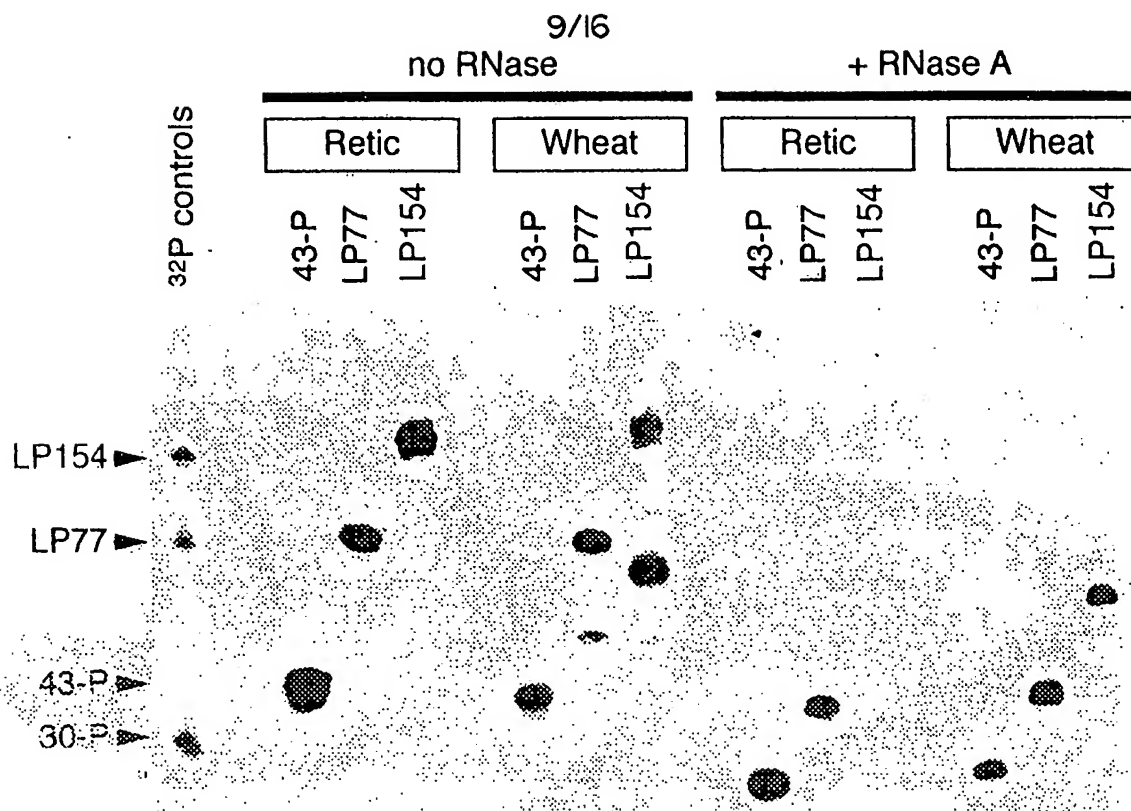 9/16
no RNase + RNase A
Retic Wheat Retic Wheat
³²P controls 43-P LP77 LP154 43-P LP77 LP154 43-P LP77 LP154 43-P LP77 LP154
LP154
LP77
43-P
30-P